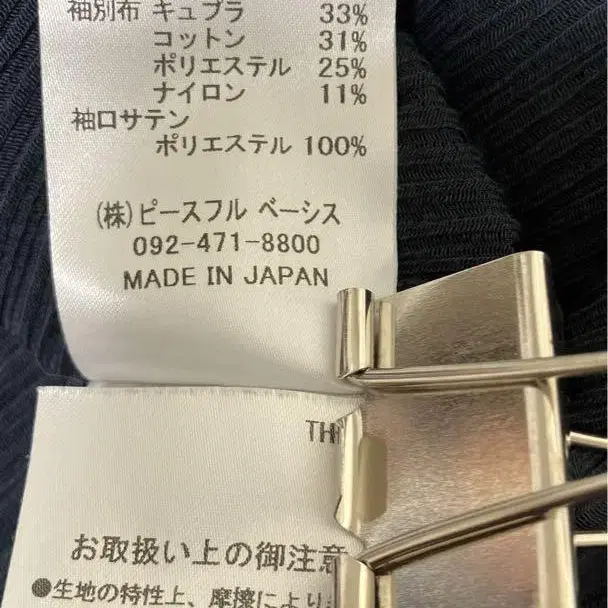 袖別布 キュプラ 33%
コットン 31%
ポリエステル 25%
ナイロン 11%
袖口サテン
ポリエステル 100%
(株)ピースフル ベーシス
092-471-8800
MADE IN JAPAN
お取扱い上の御注意
●生地の特性上、摩擦により